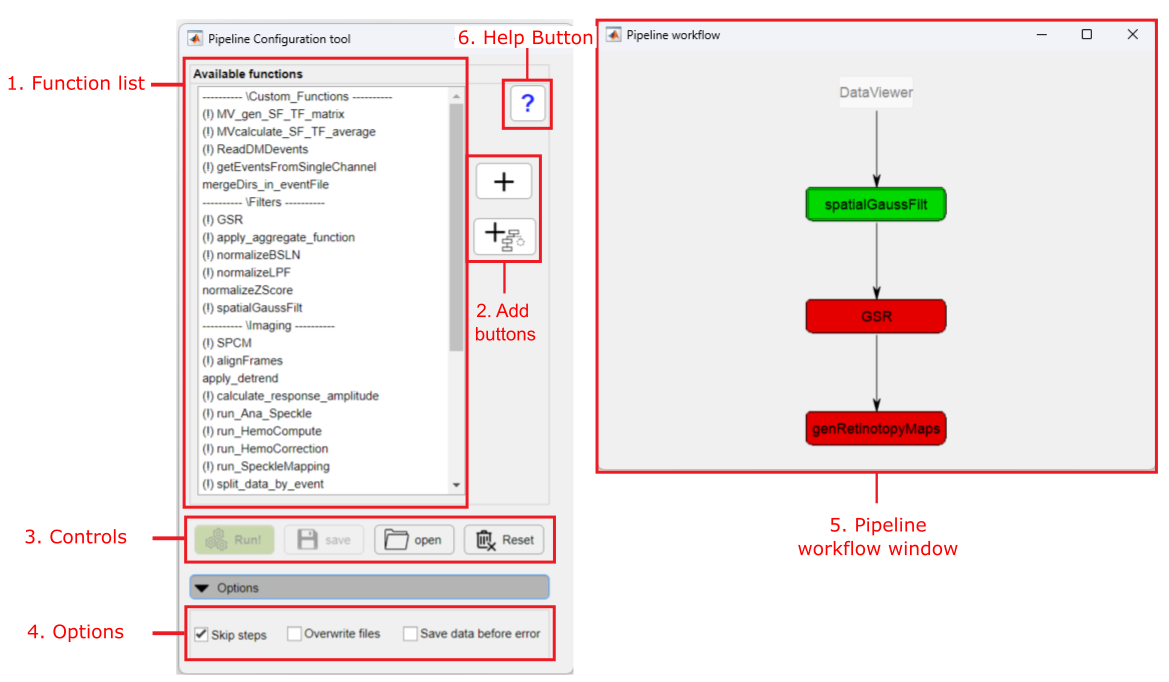 Pipeline Configuration tool
6. Help Button
Pipeline workflow
1. Function list
Available functions
---------- \Custom_Functions ----------
(!) MV_gen_SF_TF_matrix
(!) MVcalculate_SF_TF_average
(!) ReadDMDevents
(!) getEventsFromSingleChannel
mergeDirs_in_eventFile
---------- \Filters ----------
(!) GSR
(!) apply_aggregate_function
(!) normalizeBSLN
(!) normalizeLPF
normalizeZScore
(!) spatialGaussFilt
---------- \Imaging ----------
(!) SPCM
(!) alignFrames
apply_detrend
(!) calculate_response_amplitude
(!) run_Ana_Speckle
(!) run_HemoCompute
(!) run_HemoCorrection
(!) run_SpeckleMapping
(!) split_data_by_event
?
2. Add
buttons
DataViewer
spatialGaussFilt
GSR
genRetinotopyMaps
5. Pipeline
workflow window
3. Controls
Run!
save
open
Reset
Options
4. Options
Skip steps
Overwrite files
Save data before error